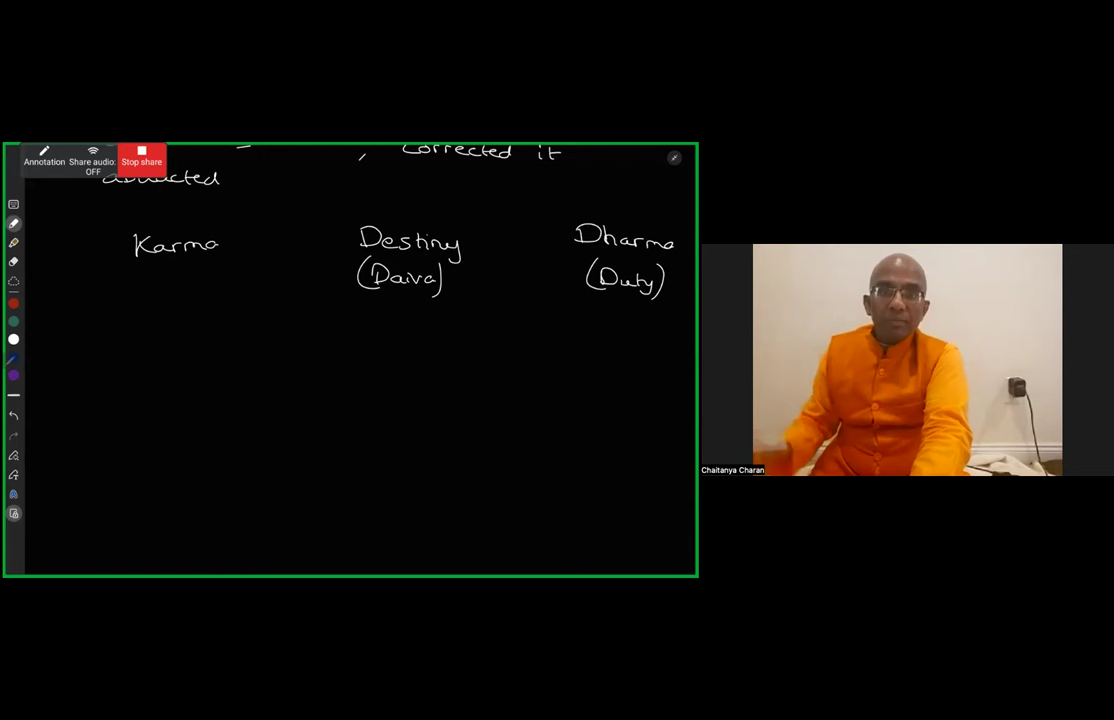 , corrected it
Annotation Share audio: OFF Stop share
Karma Destiny Dharma
(Daiva) (Duty)
Chaitanya Charan